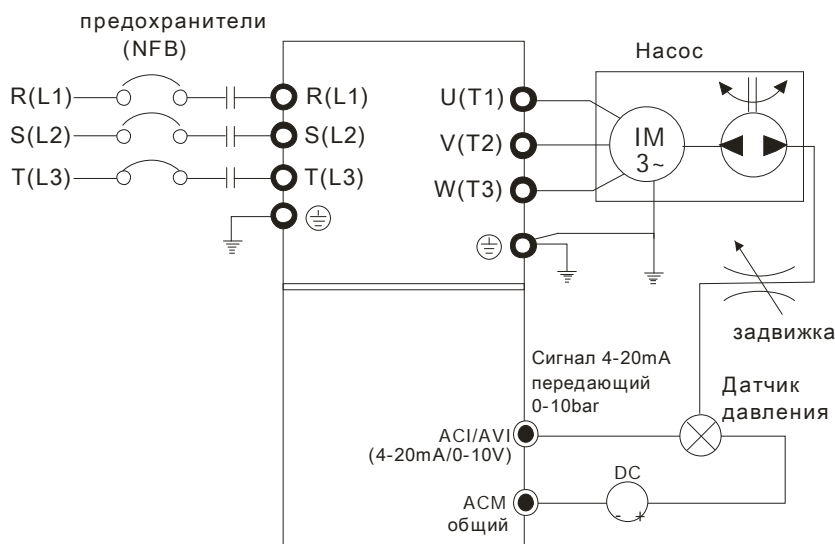 предохранители
(NFB)
Насос
R(L1)
R(L1)
U(T1)
S(L2)
S(L2)
V(T2)
IM
3~
T(L3)
T(L3)
W(T3)
задвижка
Сигнал 4-20mA
передающий
0-10bar
Датчик
давления
ACI/AVI
(4-20mA/0-10V)
DC
- +
ACM
общий